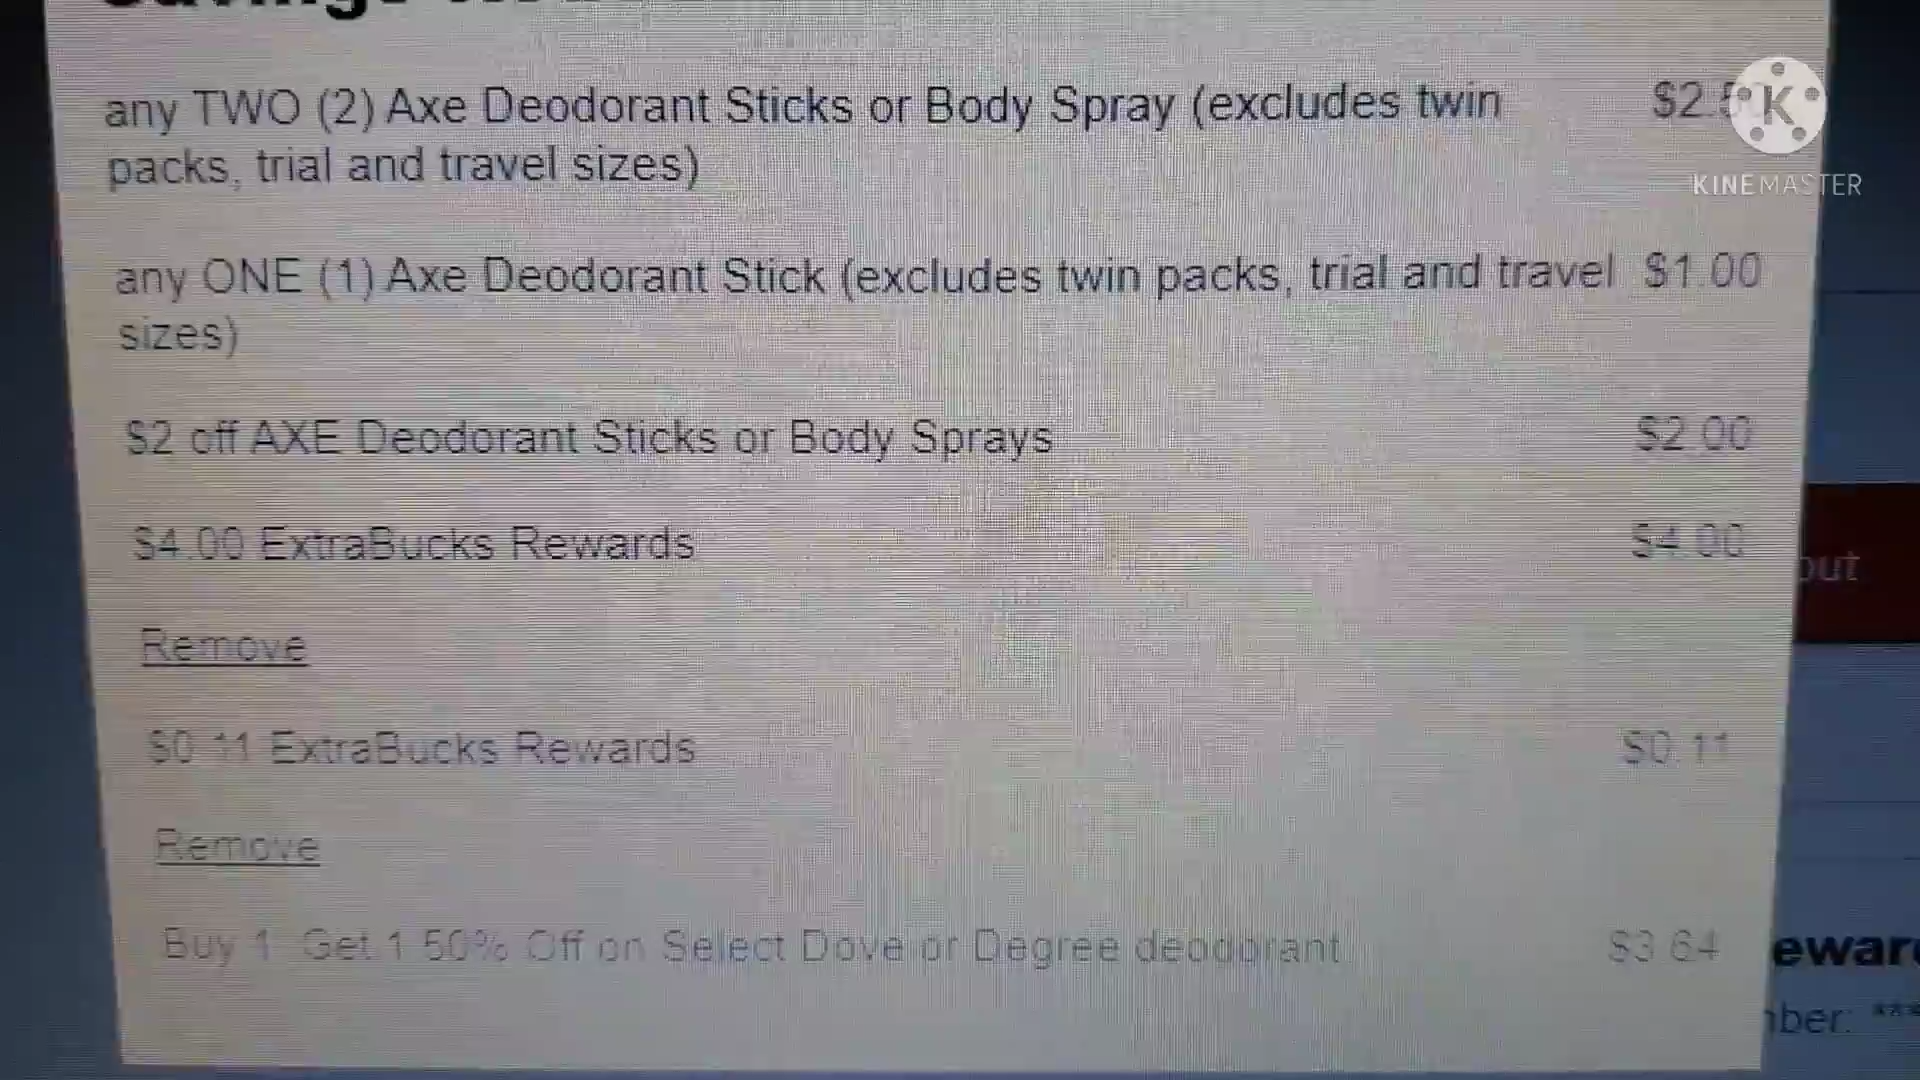 any TWO (2) Axe Deodorant Sticks or Body Spray (excludes twin
packs, trial and travel sizes)
KINEMASTER
any ONE (1) Axe Deodorant Stick (excludes twin packs, trial and travel $1.00
sizes)
$2 off AXE Deodorant Sticks or Body Sprays $2.00
$4.00 ExtraBucks Rewards $4.00
out
Remove
$0.11 ExtraBucks Rewards $0.11
Remove
Buy 1, Get 1 50% Off on Select Dove or Degree deodorant $3.64